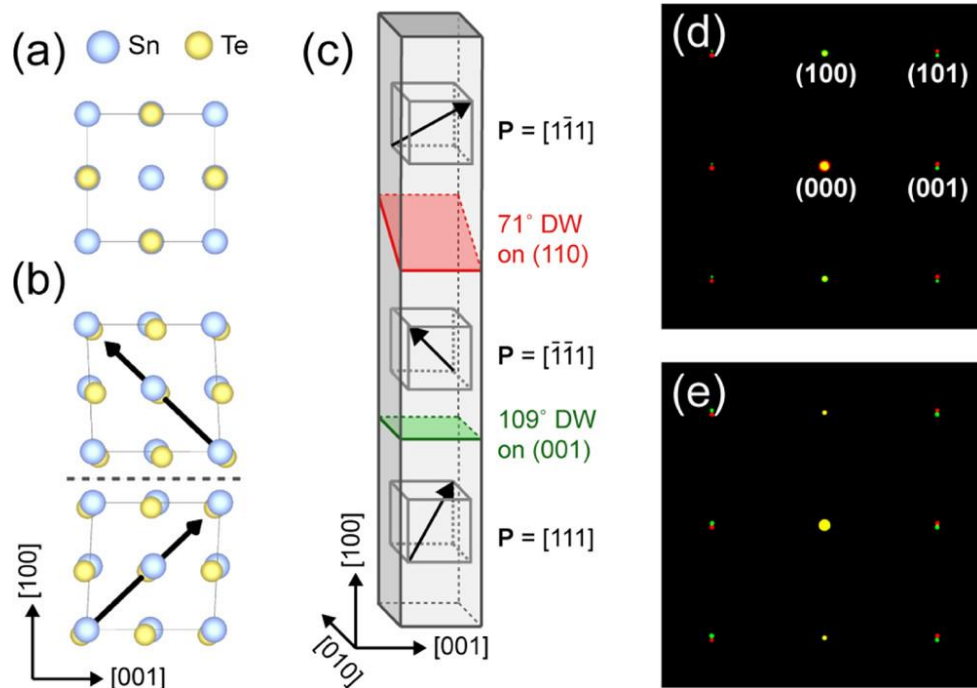 (a) Sn Te
(b)
[100]
[001]
(c)
P = [11̄1]
71° DW
on (110)
P = [1̄1̄1]
109° DW
on (001)
P = [111]
[100]
[010]
[001]
(d)
(100) (101)
(000) (001)
(e)